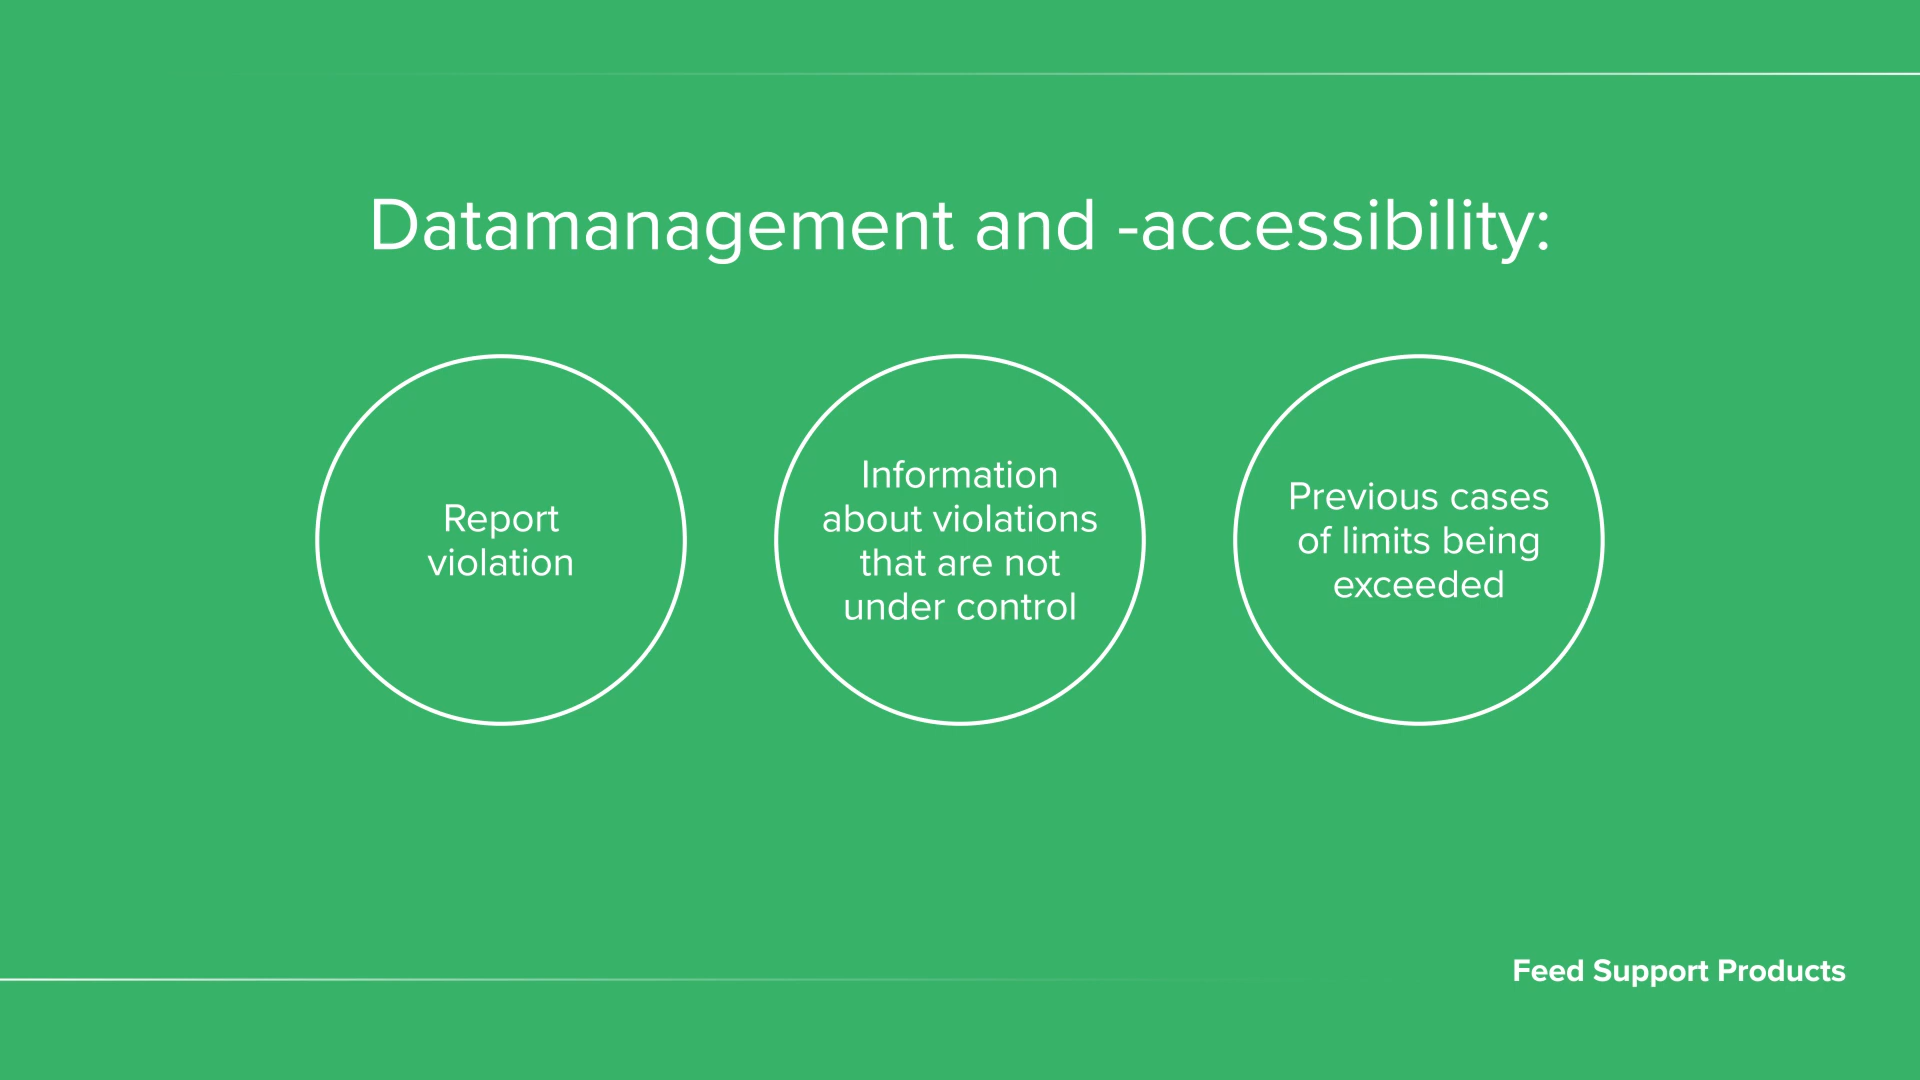 Datamanagement and -accessibility:
Report
violation
Information
about violations
that are not
under control
Previous cases
of limits being
exceeded
Feed Support Products